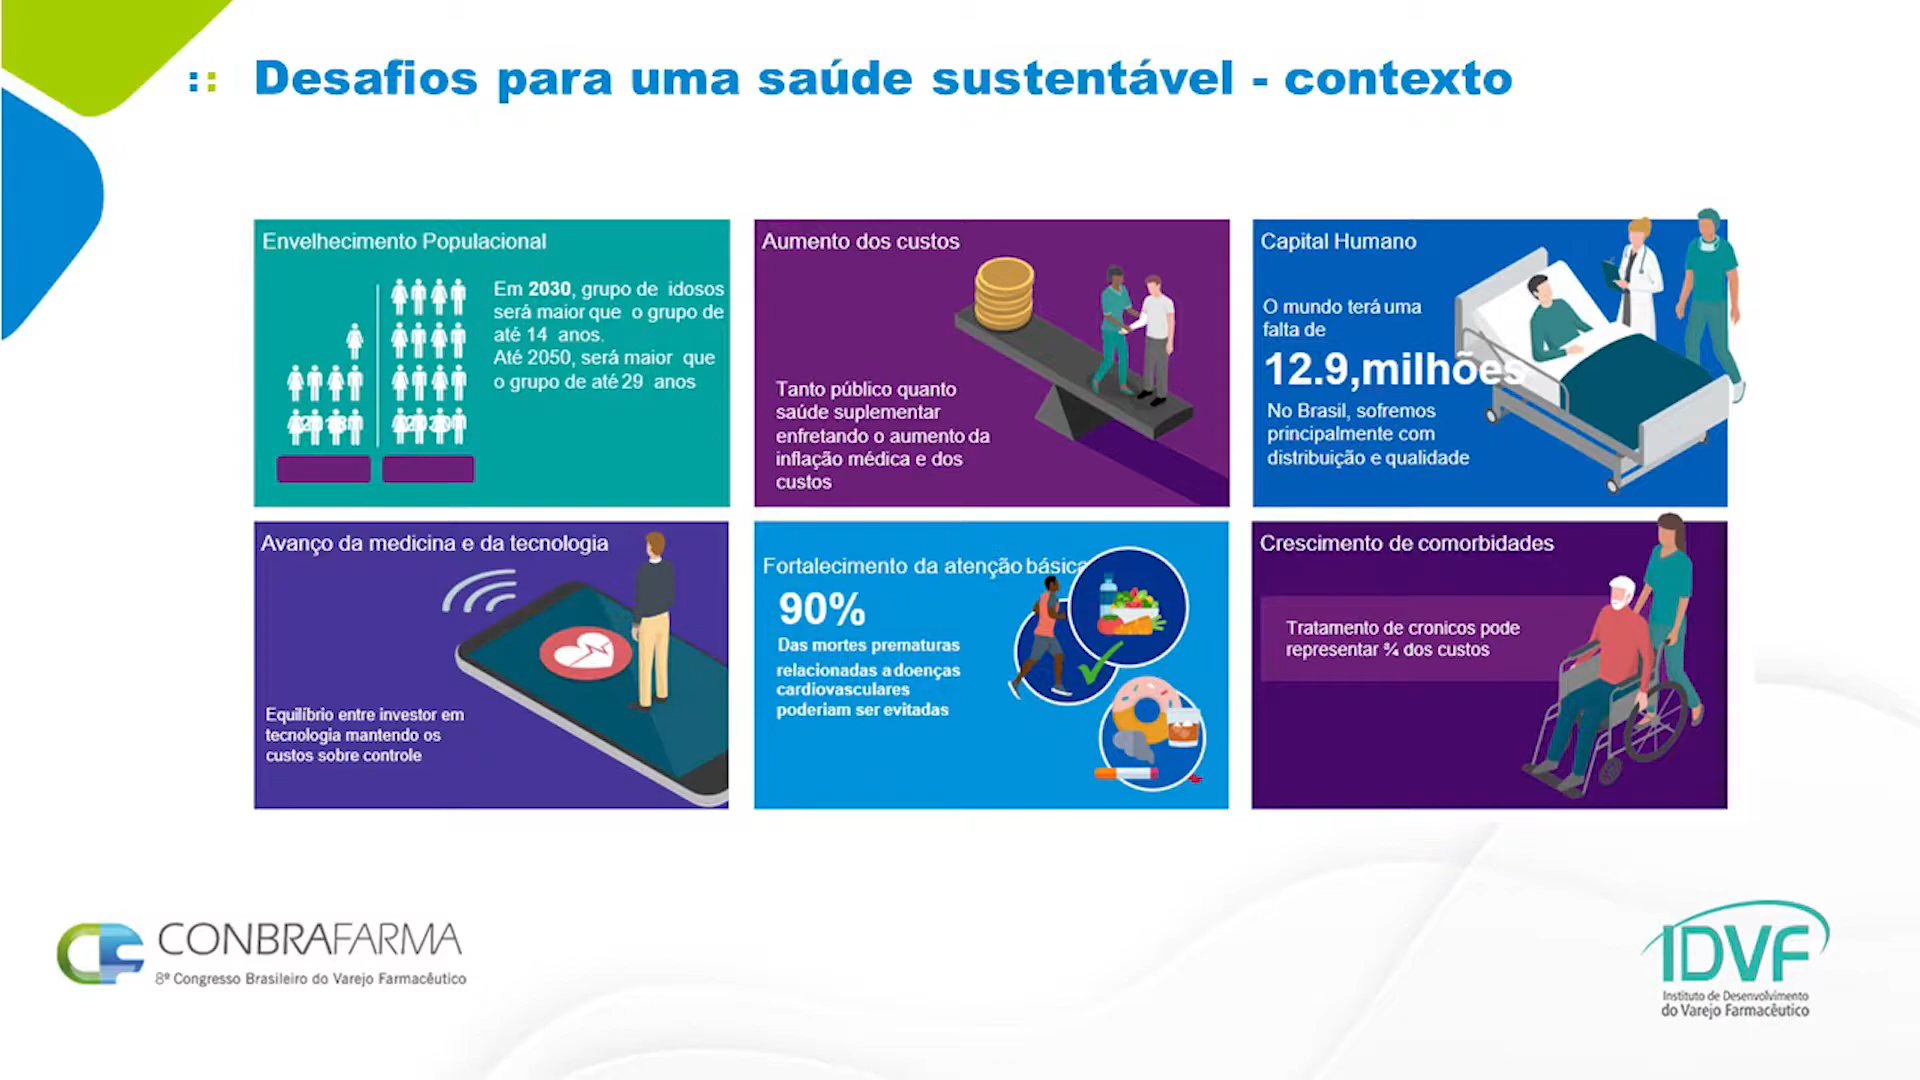 Desafios para uma saúde sustentável - contexto
Envelhecimento Populacional
Em 2030, grupo de idosos
será maior que o grupo de
até 14 anos.
Até 2050, será maior que
o grupo de até 29 anos
Aumento dos custos
Tanto público quanto
saúde suplementar
enfretando o aumento da
inflação médica e dos
custos
Capital Humano
O mundo terá uma
falta de
12.9,milhões
No Brasil, sofremos
principalmente com
distribuição e qualidade
Avanço da medicina e da tecnologia
Equilíbrio entre investor em
tecnologia mantendo os
custos sobre controle
Fortalecimento da atenção básica
90%
Das mortes prematuras
relacionadas a doenças
cardiovasculares
poderiam ser evitadas
Crescimento de comorbidades
Tratamento de cronicos pode
representar ¾ dos custos
CONBRAFARMA
8º Congresso Brasileiro do Varejo Farmacêutico
IDVF
Instituto de Desenvolvimento
do Varejo Farmacêutico